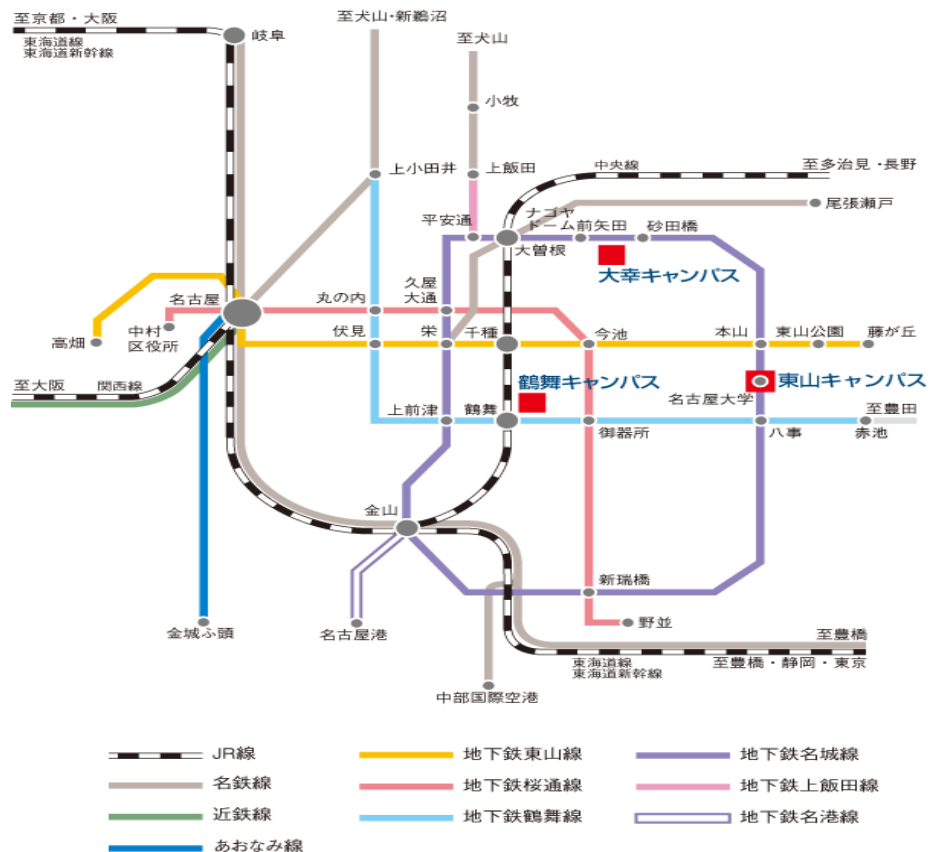 至京都・大阪
東海道線
東海道新幹線
岐阜
至犬山・新鵜沼
至犬山
小牧
上小田井
上飯田
中央線
至多治見・長野
尾張瀬戸
平安通
ナゴヤ
ドーム前矢田
砂田橋
大曽根
大幸キャンパス
名古屋
高畑
中村
区役所
丸の内
久屋
大通
伏見
栄
千種
今池
本山
東山公園
藤が丘
至大阪
関西線
鶴舞キャンパス
東山キャンパス
名古屋大学
上前津
鶴舞
御器所
八事
至豊田
赤池
金山
新瑞橋
金城ふ頭
名古屋港
野並
至豊橋
東海道線
東海道新幹線
至豊橋・静岡・東京
中部国際空港
JR線
地下鉄東山線
地下鉄名城線
名鉄線
地下鉄桜通線
地下鉄上飯田線
近鉄線
地下鉄鶴舞線
地下鉄名港線
あおなみ線